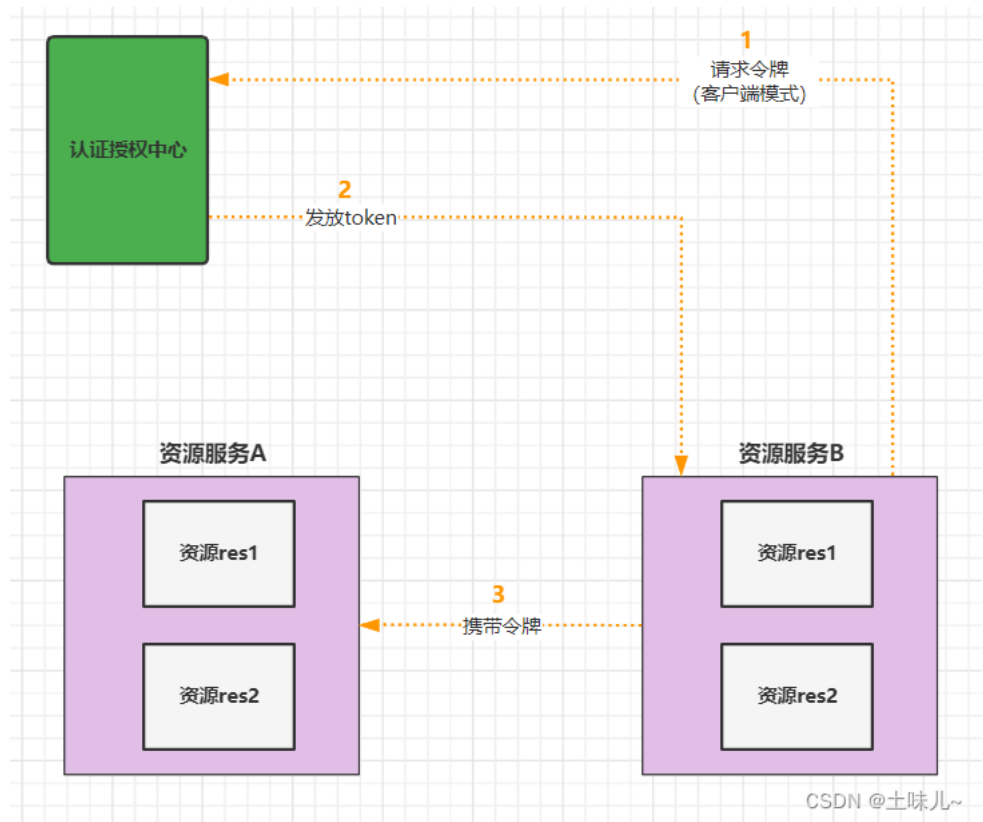 1
请求令牌
(客户端模式)
认证授权中心
2
发放token
资源服务A
资源服务B
资源res1
资源res1
3
携带令牌
资源res2
资源res2
CSDN @土味儿~